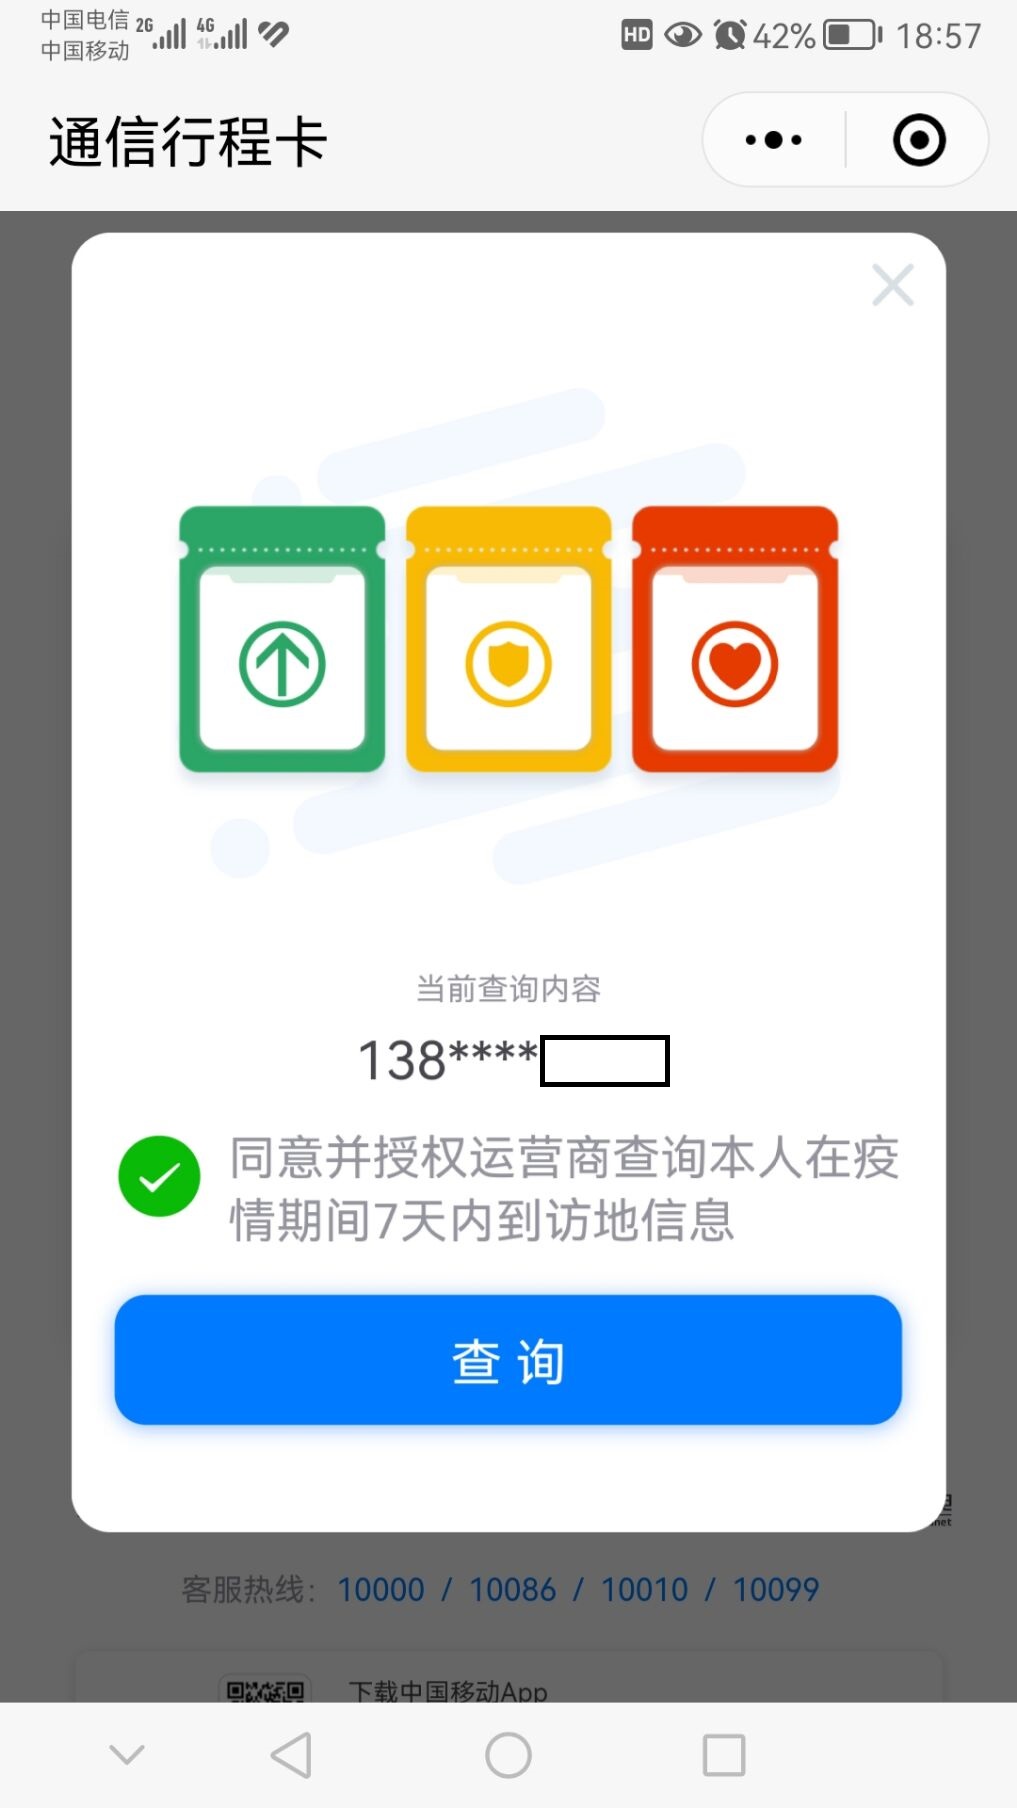 中国电信 2G 4G HD 42% 18:57
中国移动
通信行程卡
当前查询内容
138****
同意并授权运营商查询本人在疫
情期间7天内到访地信息
查询
net
客服热线： 10000 / 10086 / 10010 / 10099
下载中国移动App